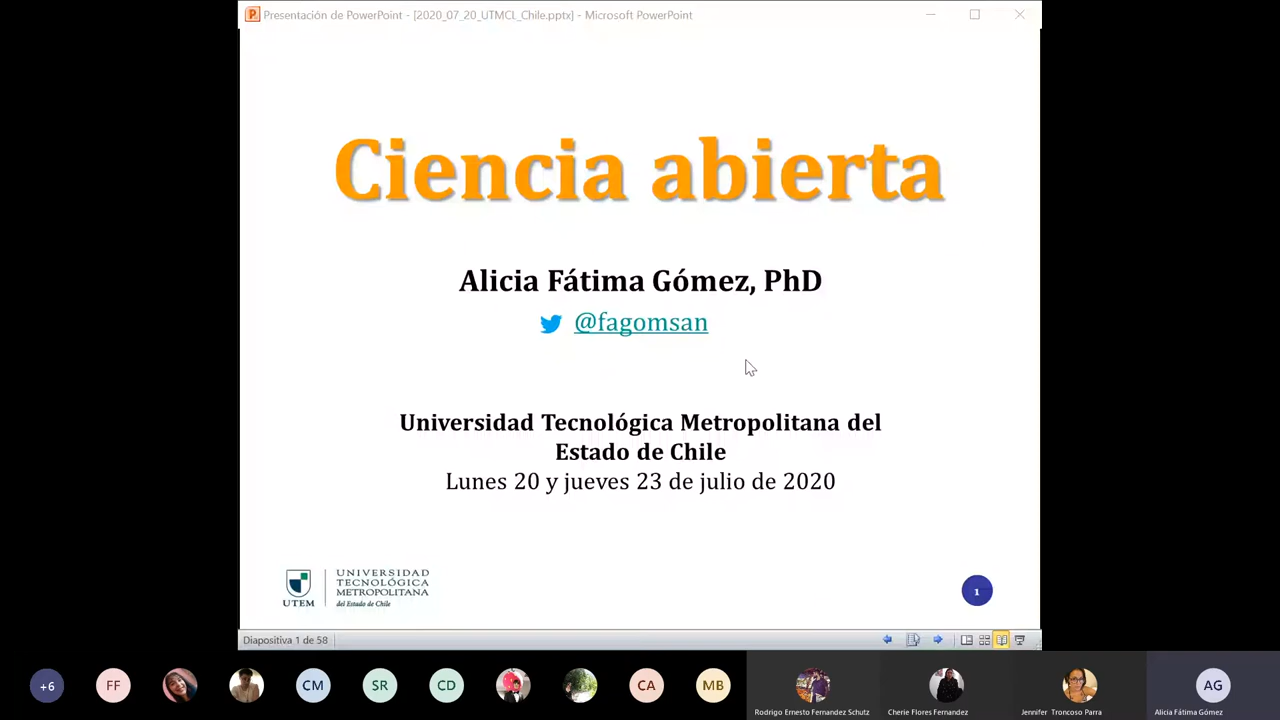 Presentación de PowerPoint - [2020_07_20_UTMCL_Chile.pptx] - Microsoft PowerPoint
Ciencia abierta
Alicia Fátima Gómez, PhD
@fagomsan
Universidad Tecnológica Metropolitana del
Estado de Chile
Lunes 20 y jueves 23 de julio de 2020
UTEM
UNIVERSIDAD
TECNOLÓGICA
METROPOLITANA
del Estado de Chile
1
Diapositiva 1 de 58
+6
FF
CM
SR
CD
CA
MB
AG
Rodrigo Ernesto Fernandez Schutz
Cherie Flores Fernandez
Jennifer Troncoso Parra
Alicia Fátima Gómez